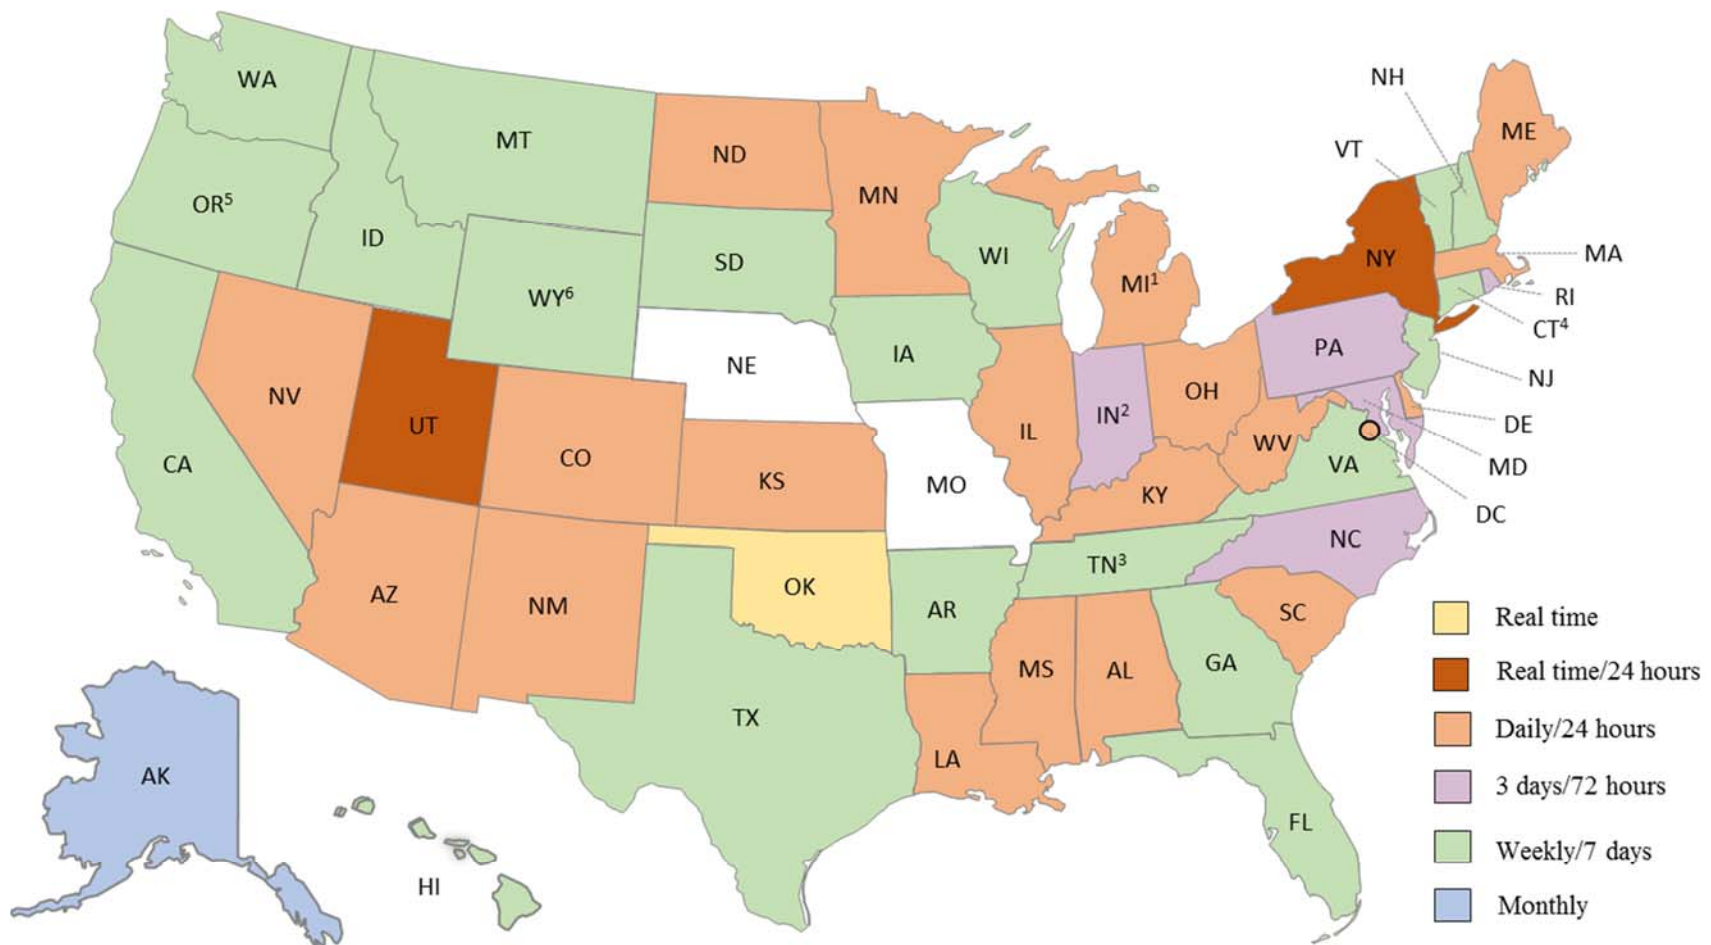 WA
MT
ND
MN
ME
NH
VT
OR⁵
ID
WY⁶
SD
WI
MI¹
NY
MA
RI
CT⁴
NJ
DE
MD
DC
NV
UT
CO
NE
IA
IL
IN²
OH
PA
WV
VA
CA
KS
MO
KY
NC
TN³
AZ
NM
OK
AR
SC
MS
AL
GA
TX
LA
FL
AK
HI
Real time
Real time/24 hours
Daily/24 hours
3 days/72 hours
Weekly/7 days
Monthly